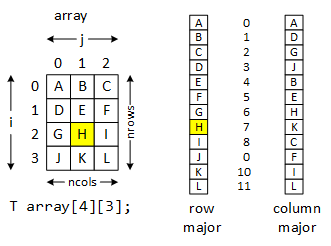 array
j
0 1 2
0 A B C
1 D E F
2 G H I
3 J K L
i
nrows
ncols
T array[4][3];
A 0 A
B 1 D
C 2 G
D 3 J
E 4 B
F 5 E
G 6 H
H 7 K
I 8 C
J 0 F
K 10 I
L 11 L
row major
column major